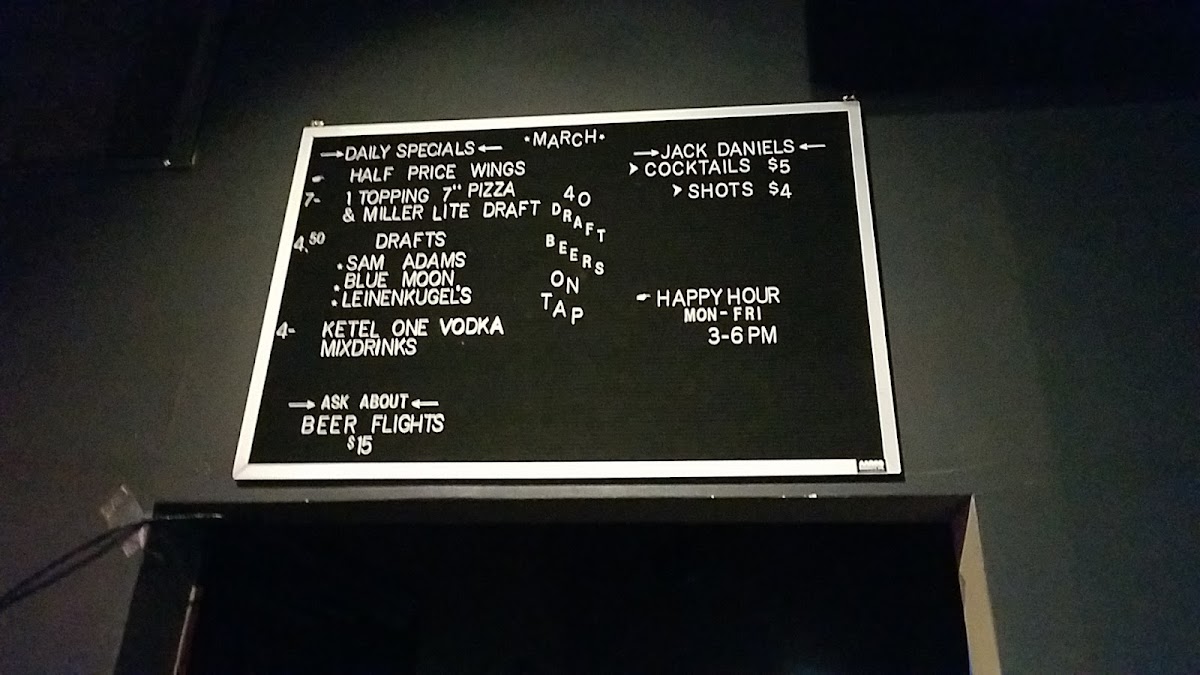 *MARCH*
→DAILY SPECIALS←
HALF PRICE WINGS
7- 1 TOPPING 7" PIZZA
& MILLER LITE DRAFT
4.50 DRAFTS
•SAM ADAMS
•BLUE MOON
•LEINENKUGEL'S
4- KETEL ONE VODKA
MIXDRINKS
→ASK ABOUT←
BEER FLIGHTS
$15
40
DRAFT
BEERS
ON
TAP
→JACK DANIELS←
➤COCKTAILS $5
➤SHOTS $4
☛HAPPY HOUR
MON-FRI
3-6PM